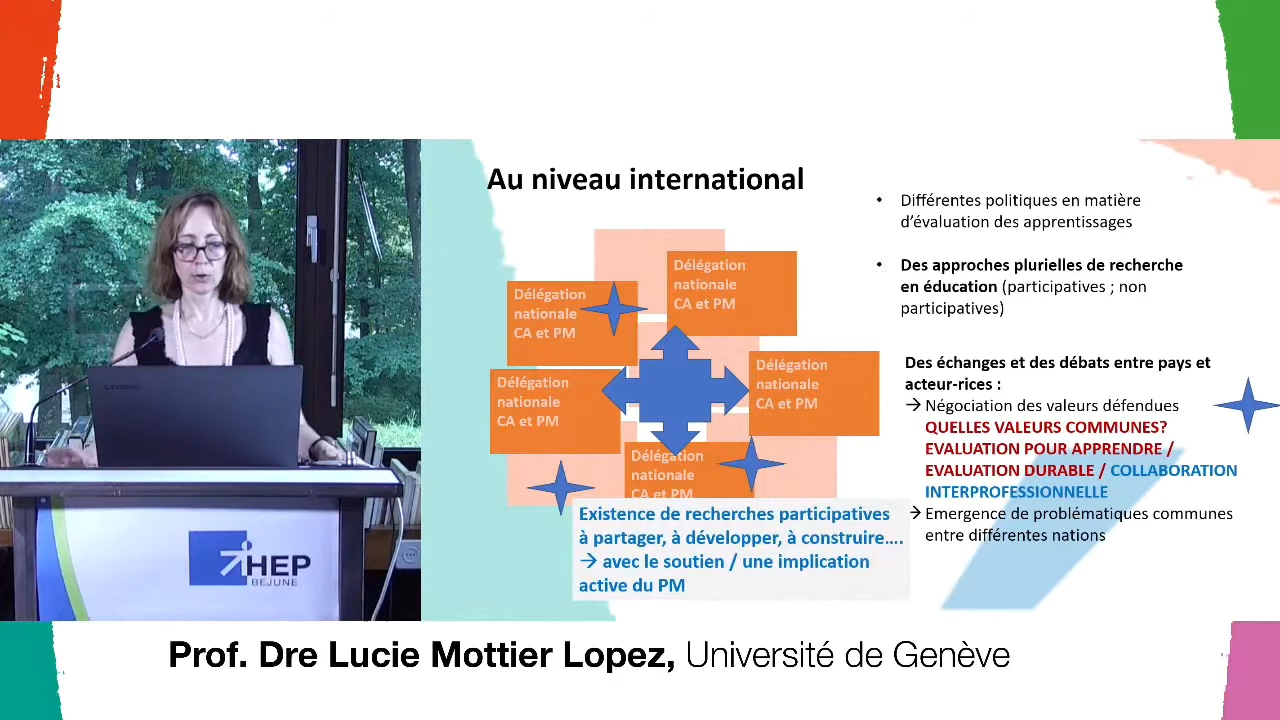 Au niveau international
Délégation
nationale
CA et PM
Délégation
nationale
CA et PM
Délégation
nationale
CA et PM
Délégation
nationale
CA et PM
Délégation
nationale
CA et PM
Existence de recherches participatives
à partager, à développer, à construire....
→ avec le soutien / une implication
active du PM
• Différentes politiques en matière
d'évaluation des apprentissages
• Des approches plurielles de recherche
en éducation (participatives ; non
participatives)
Des échanges et des débats entre pays et
acteur-rices :
→ Négociation des valeurs défendues
QUELLES VALEURS COMMUNES?
EVALUATION POUR APPRENDRE /
EVALUATION DURABLE / COLLABORATION
INTERPROFESSIONNELLE
→ Emergence de problématiques communes
entre différentes nations
HEP
BEJUNE
Prof. Dre Lucie Mottier Lopez, Université de Genève